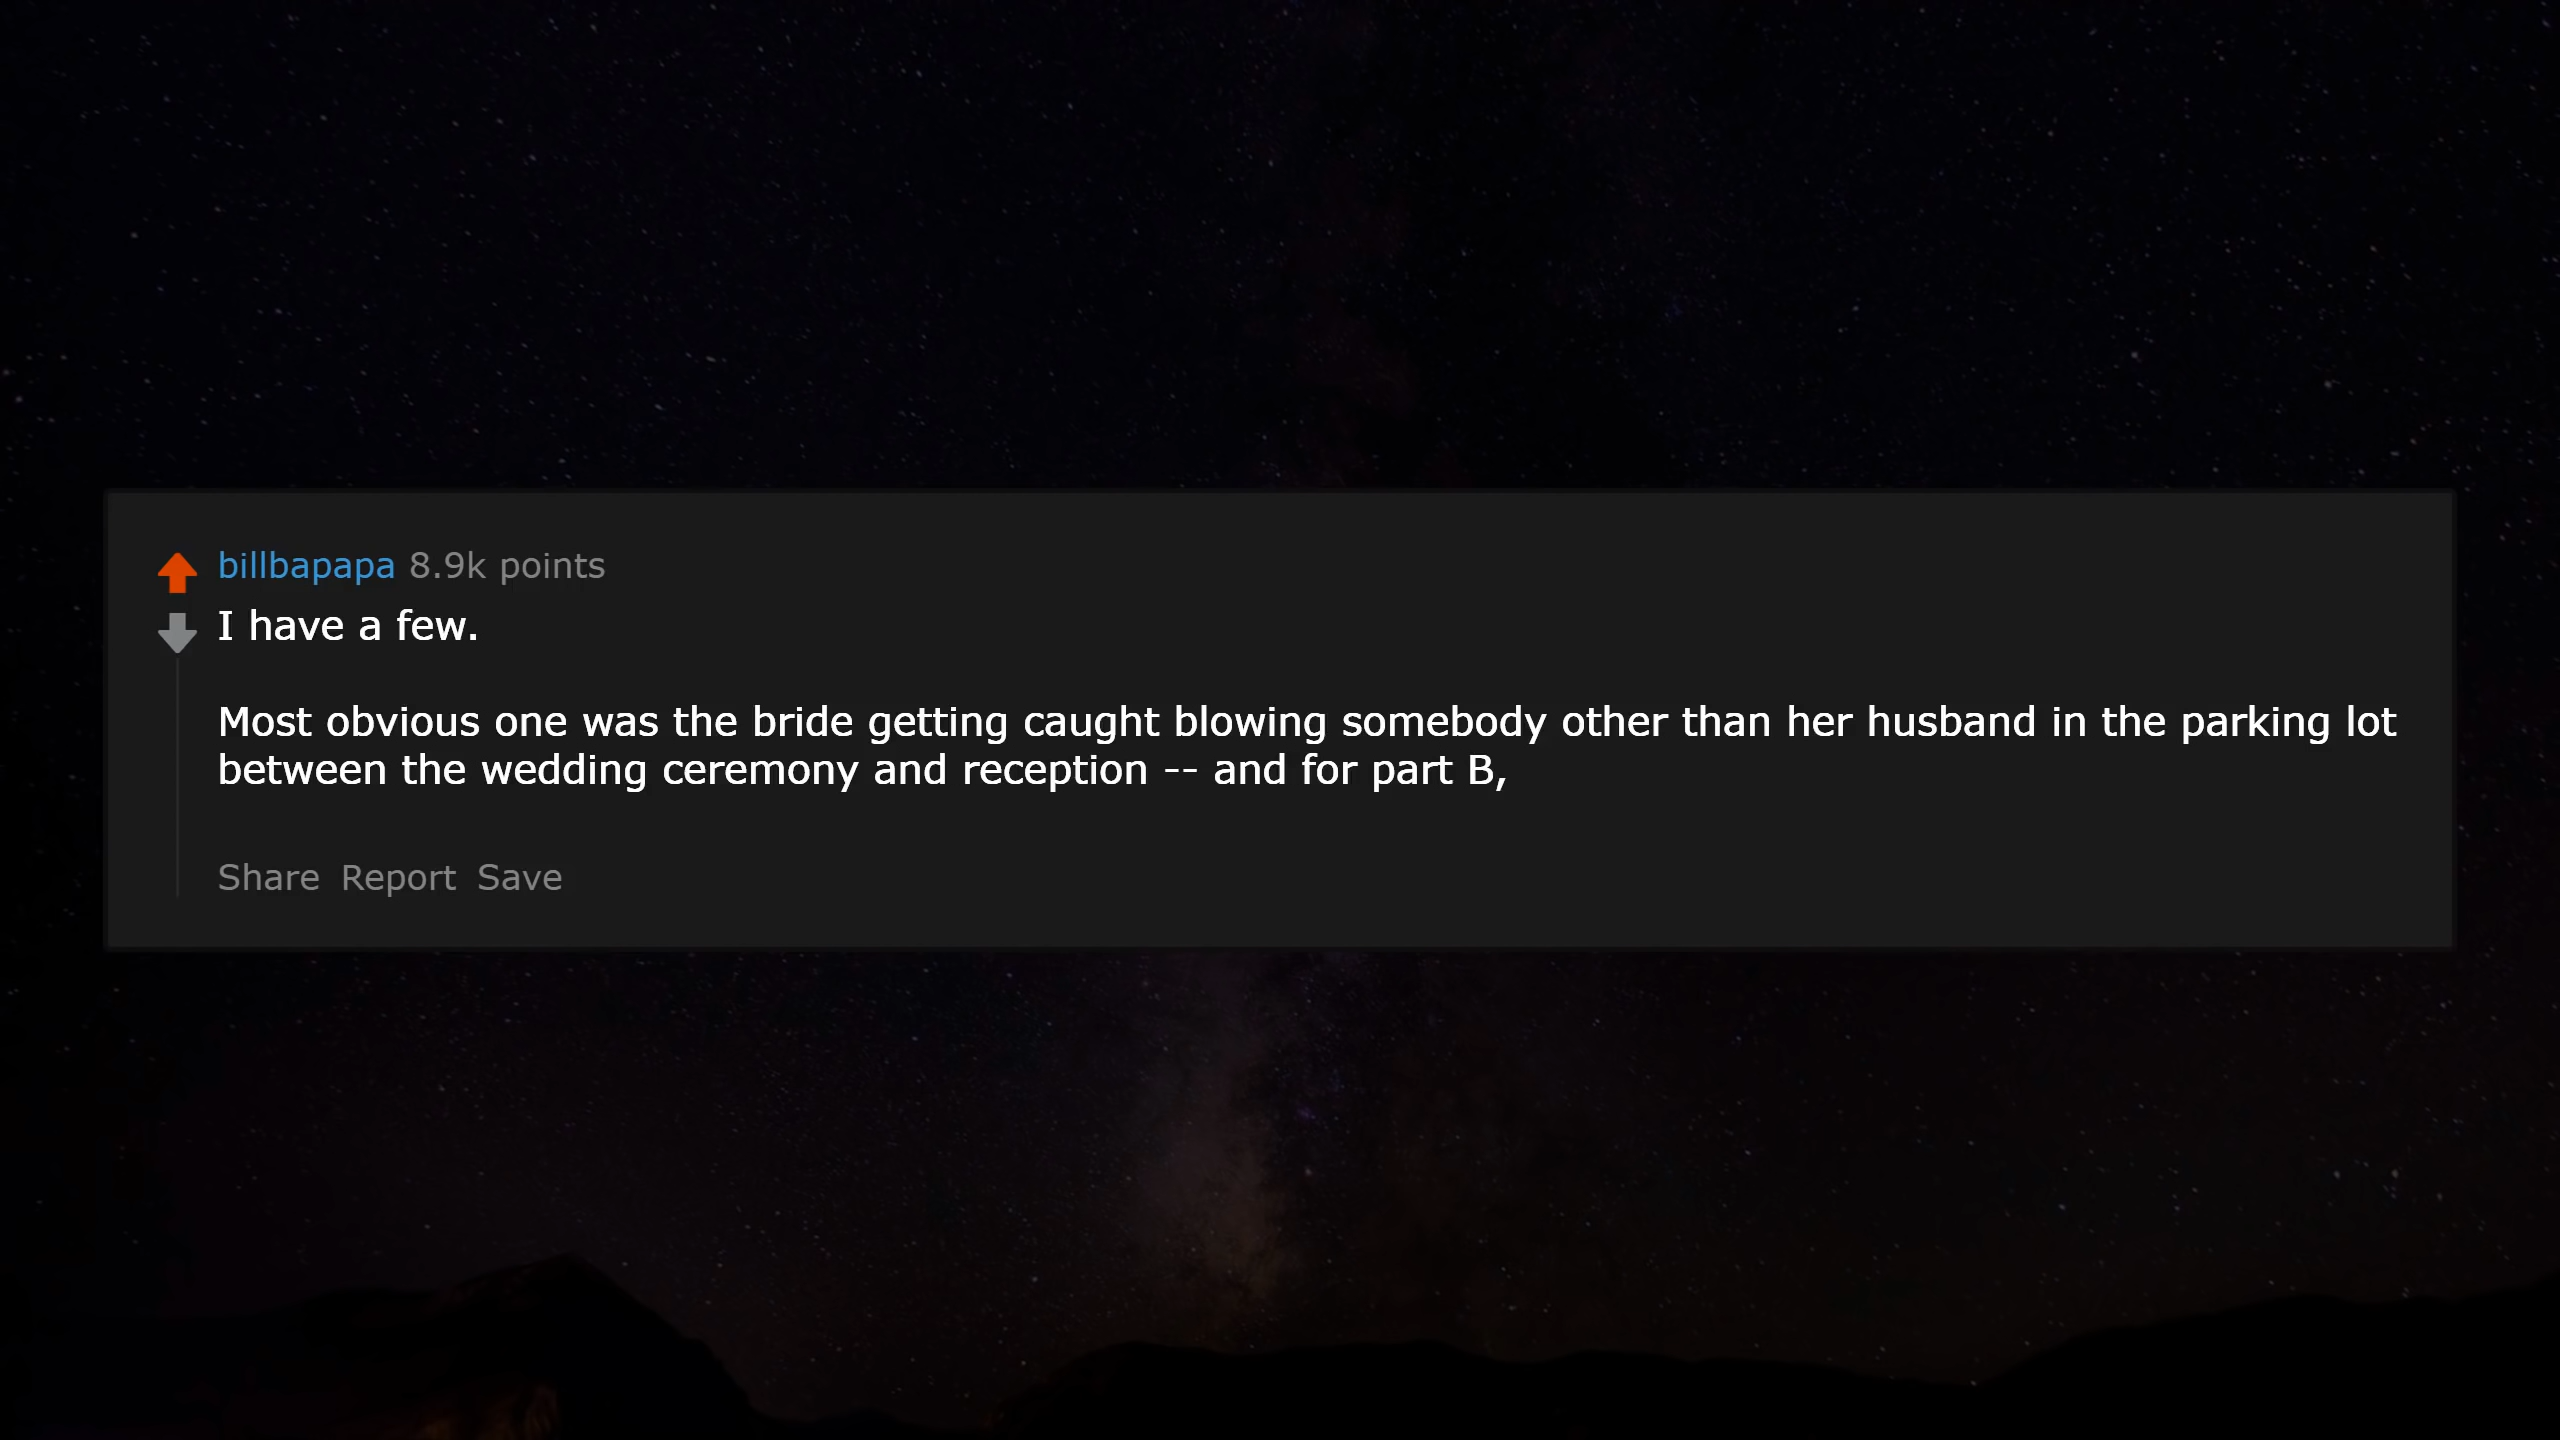 billbapapa 8.9k points
I have a few.
Most obvious one was the bride getting caught blowing somebody other than her husband in the parking lot
between the wedding ceremony and reception -- and for part B,
Share Report Save